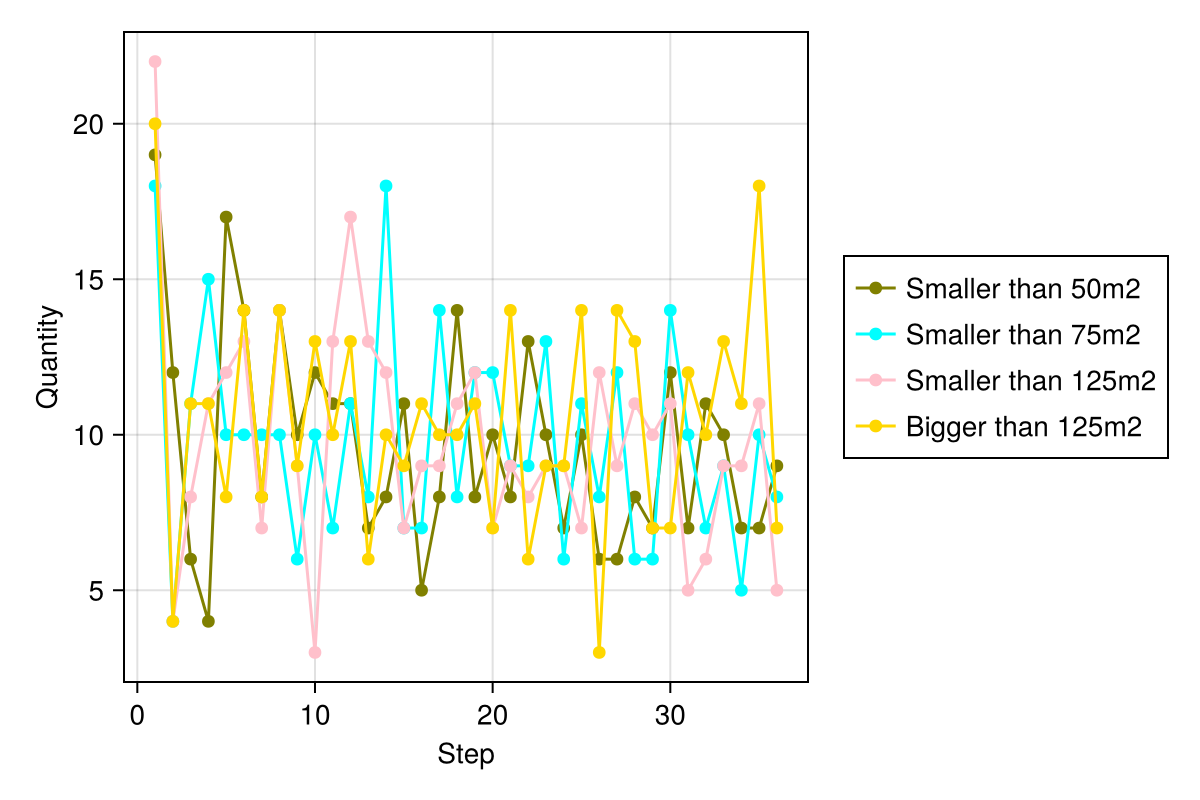 20
15
10
5
Quantity
0 10 20 30
Step
Smaller than 50m2
Smaller than 75m2
Smaller than 125m2
Bigger than 125m2